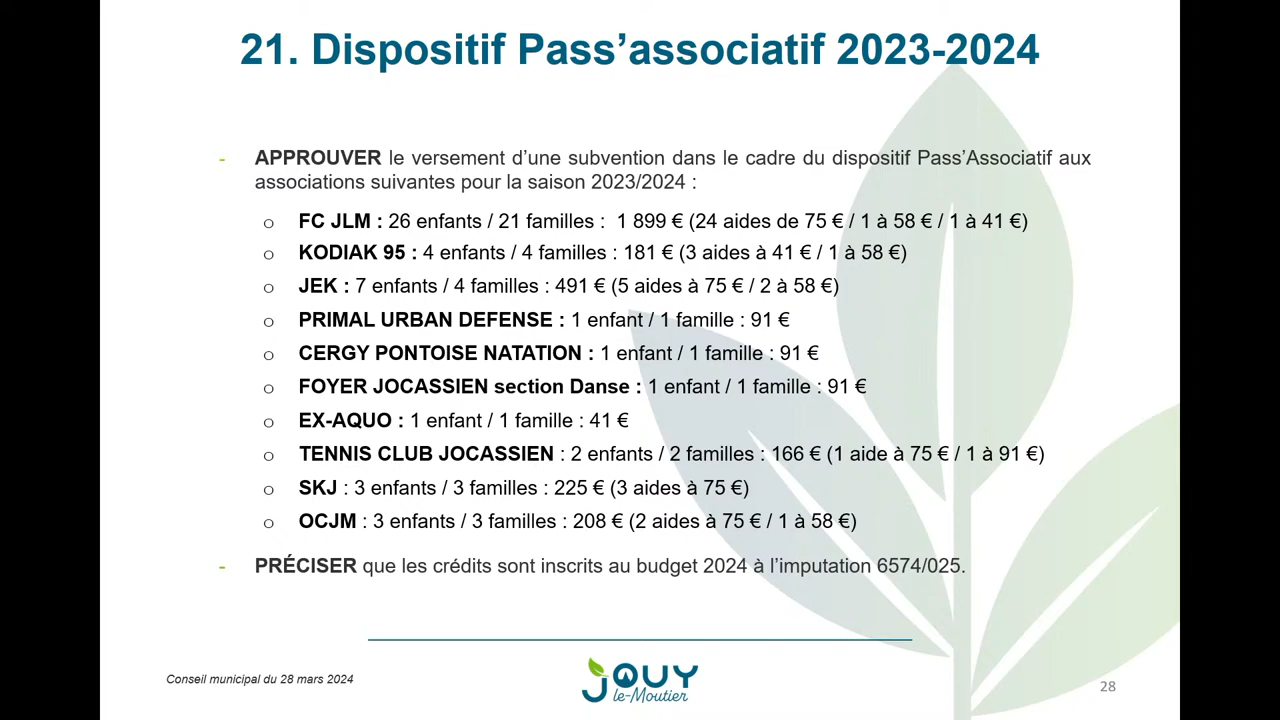 21. Dispositif Pass’associatif 2023-2024
- APPROUVER le versement d’une subvention dans le cadre du dispositif Pass’Associatif aux
associations suivantes pour la saison 2023/2024 :
o FC JLM : 26 enfants / 21 familles : 1 899 € (24 aides de 75 € / 1 à 58 € / 1 à 41 €)
o KODIAK 95 : 4 enfants / 4 familles : 181 € (3 aides à 41 € / 1 à 58 €)
o JEK : 7 enfants / 4 familles : 491 € (5 aides à 75 € / 2 à 58 €)
o PRIMAL URBAN DEFENSE : 1 enfant / 1 famille : 91 €
o CERGY PONTOISE NATATION : 1 enfant / 1 famille : 91 €
o FOYER JOCASSIEN section Danse : 1 enfant / 1 famille : 91 €
o EX-AQUO : 1 enfant / 1 famille : 41 €
o TENNIS CLUB JOCASSIEN : 2 enfants / 2 familles : 166 € (1 aide à 75 € / 1 à 91 €)
o SKJ : 3 enfants / 3 familles : 225 € (3 aides à 75 €)
o OCJM : 3 enfants / 3 familles : 208 € (2 aides à 75 € / 1 à 58 €)
- PRÉCISER que les crédits sont inscrits au budget 2024 à l’imputation 6574/025.
Conseil municipal du 28 mars 2024
JOUY
le-Moutier
28